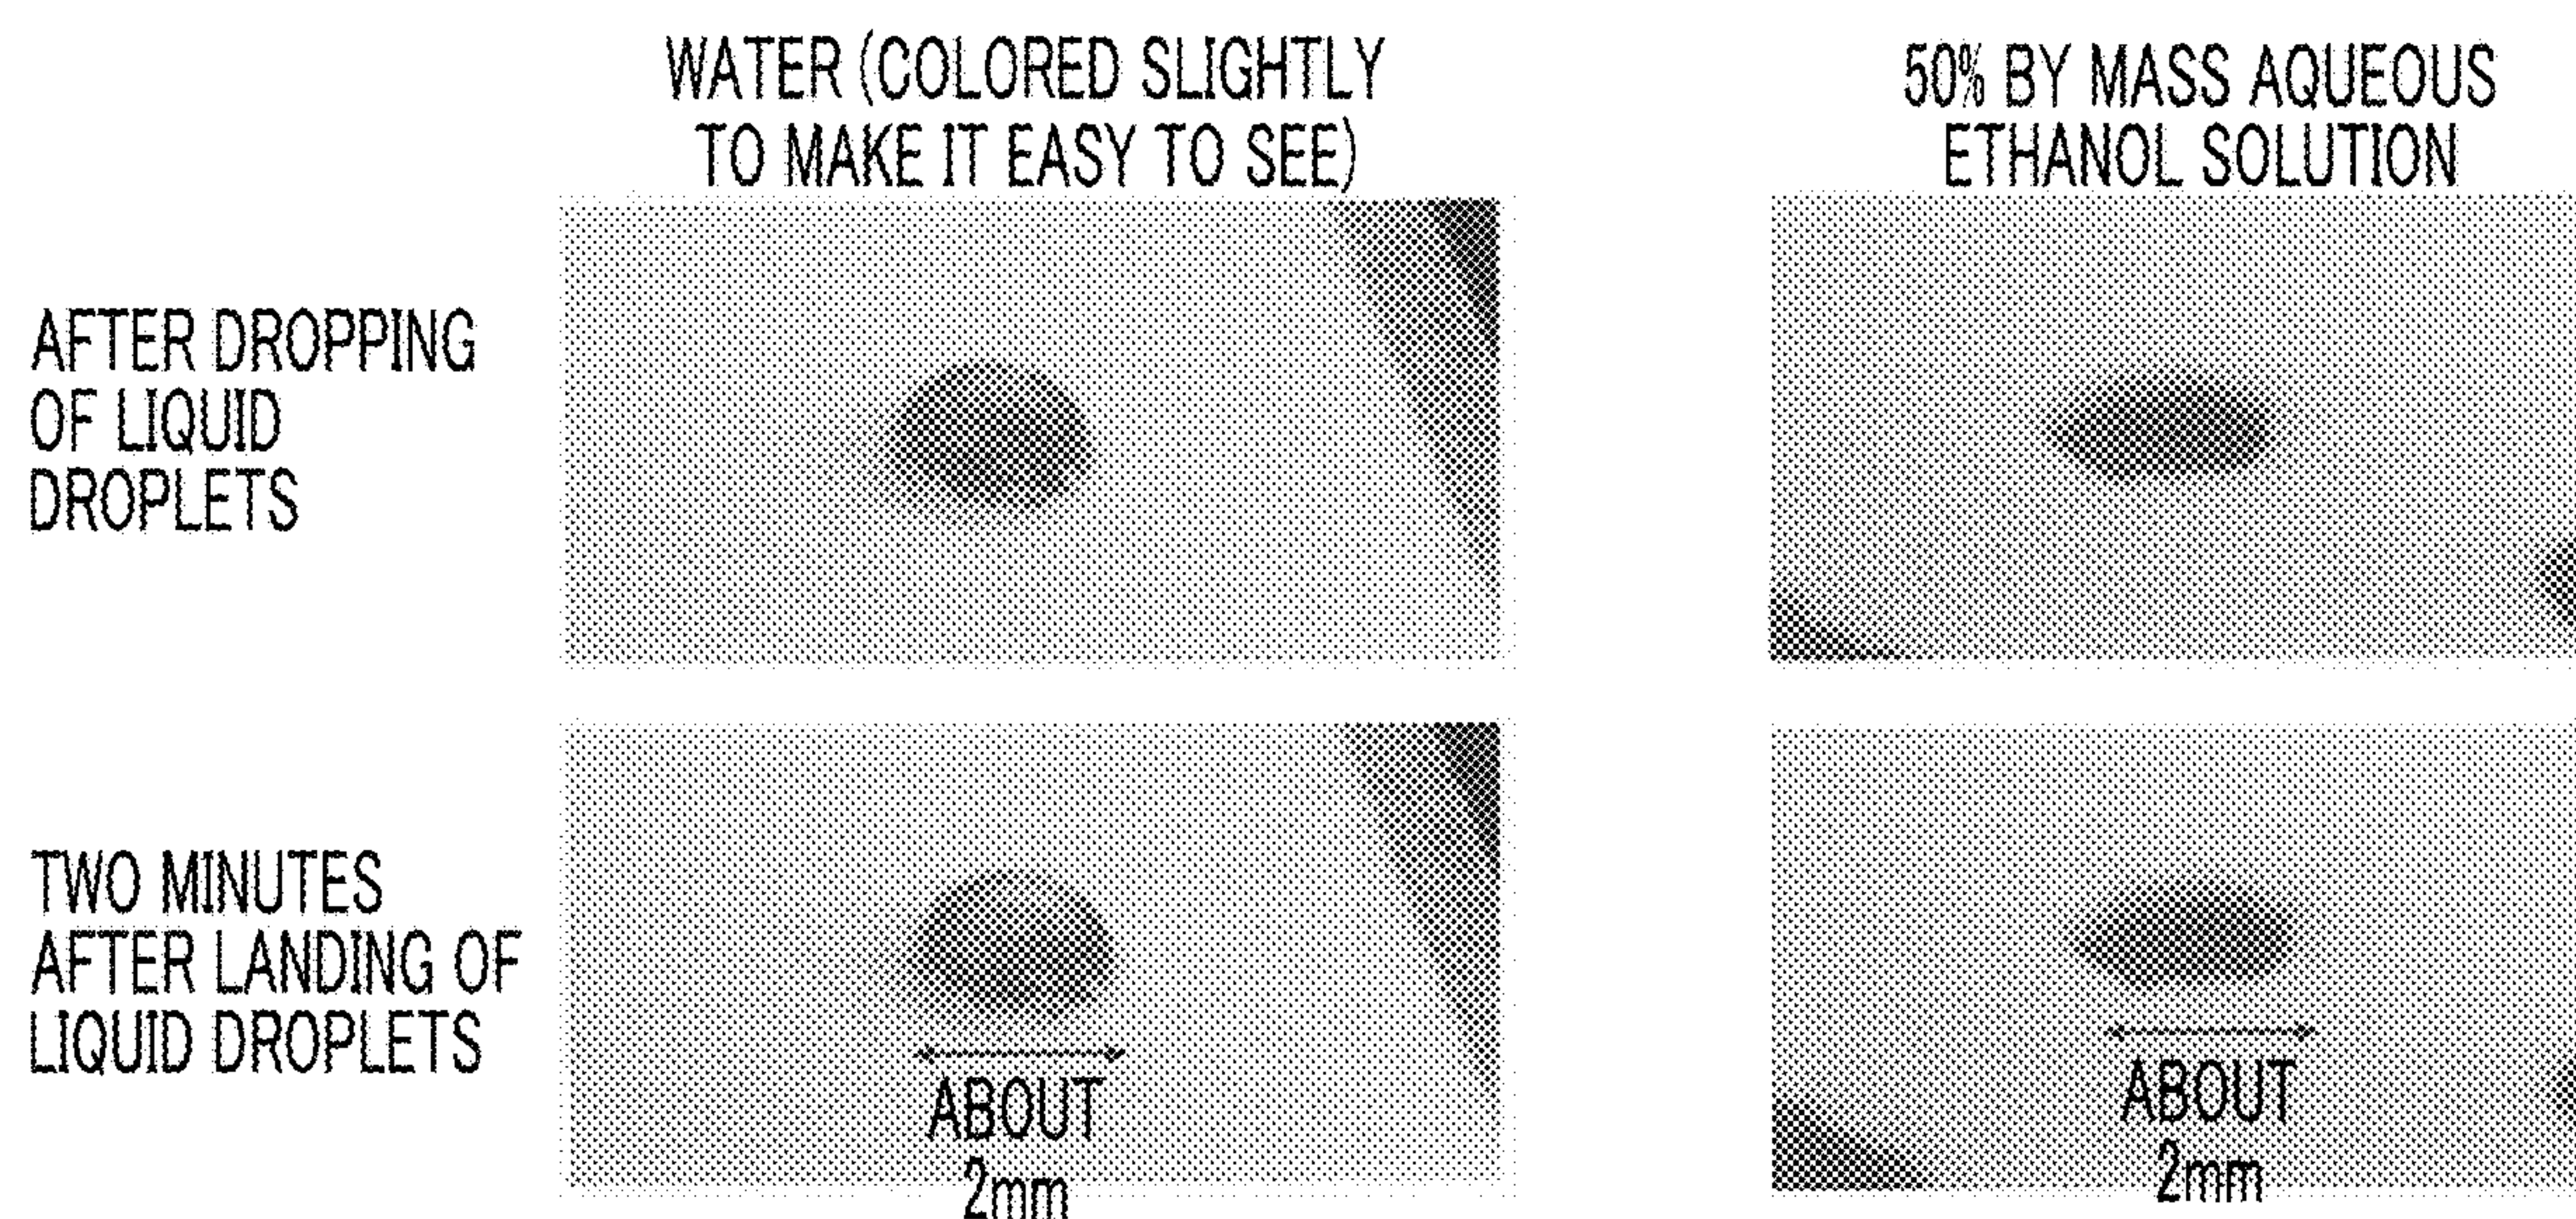 WATER (COLORED SLIGHTLY
TO MAKE IT EASY TO SEE)
50% BY MASS AQUEOUS
ETHANOL SOLUTION
AFTER DROPPING
OF LIQUID
DROPLETS
TWO MINUTES
AFTER LANDING OF
LIQUID DROPLETS
ABOUT
2mm
ABOUT
2mm